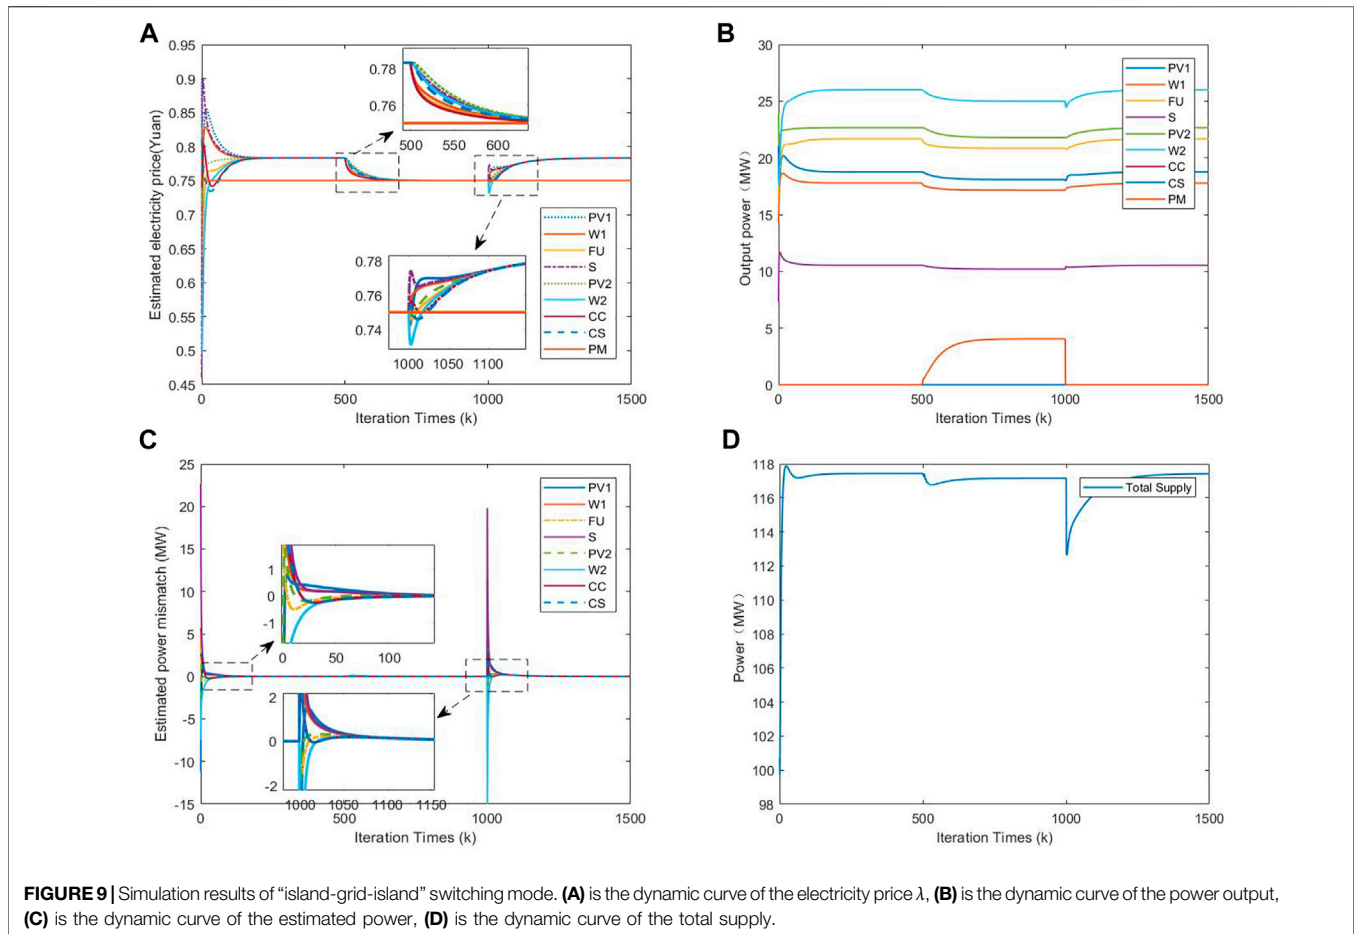 A
0.95
0.9
0.85
0.8
0.75
0.7
0.65
0.6
0.55
0.5
0.45
Estimated electricity price(Yuan)
0 500 1000 1500
Iteration Times (k)
0.78
0.76
500 550 600
0.78
0.76
0.74
1000 1050 1100
PV1
W1
FU
S
PV2
W2
CC
CS
PM
B
30
25
20
15
10
5
0
Output power（MW）
0 500 1000 1500
Iteration Times (k)
PV1
W1
FU
S
PV2
W2
CC
CS
PM
C
25
20
15
10
5
0
-5
-10
-15
Estimated power mismatch (MW)
0 500 1000 1500
Iteration Times (k)
1
0
-1
0 50 100
2
0
-2
1000 1050 1100 1150
PV1
W1
FU
S
PV2
W2
CC
CS
D
118
116
114
112
110
108
106
104
102
100
98
Power（MW）
0 500 1000 1500
Iteration Times (k)
Total Supply
FIGURE 9 | Simulation results of “island-grid-island” switching mode. (A) is the dynamic curve of the electricity price λ, (B) is the dynamic curve of the power output,
(C) is the dynamic curve of the estimated power, (D) is the dynamic curve of the total supply.